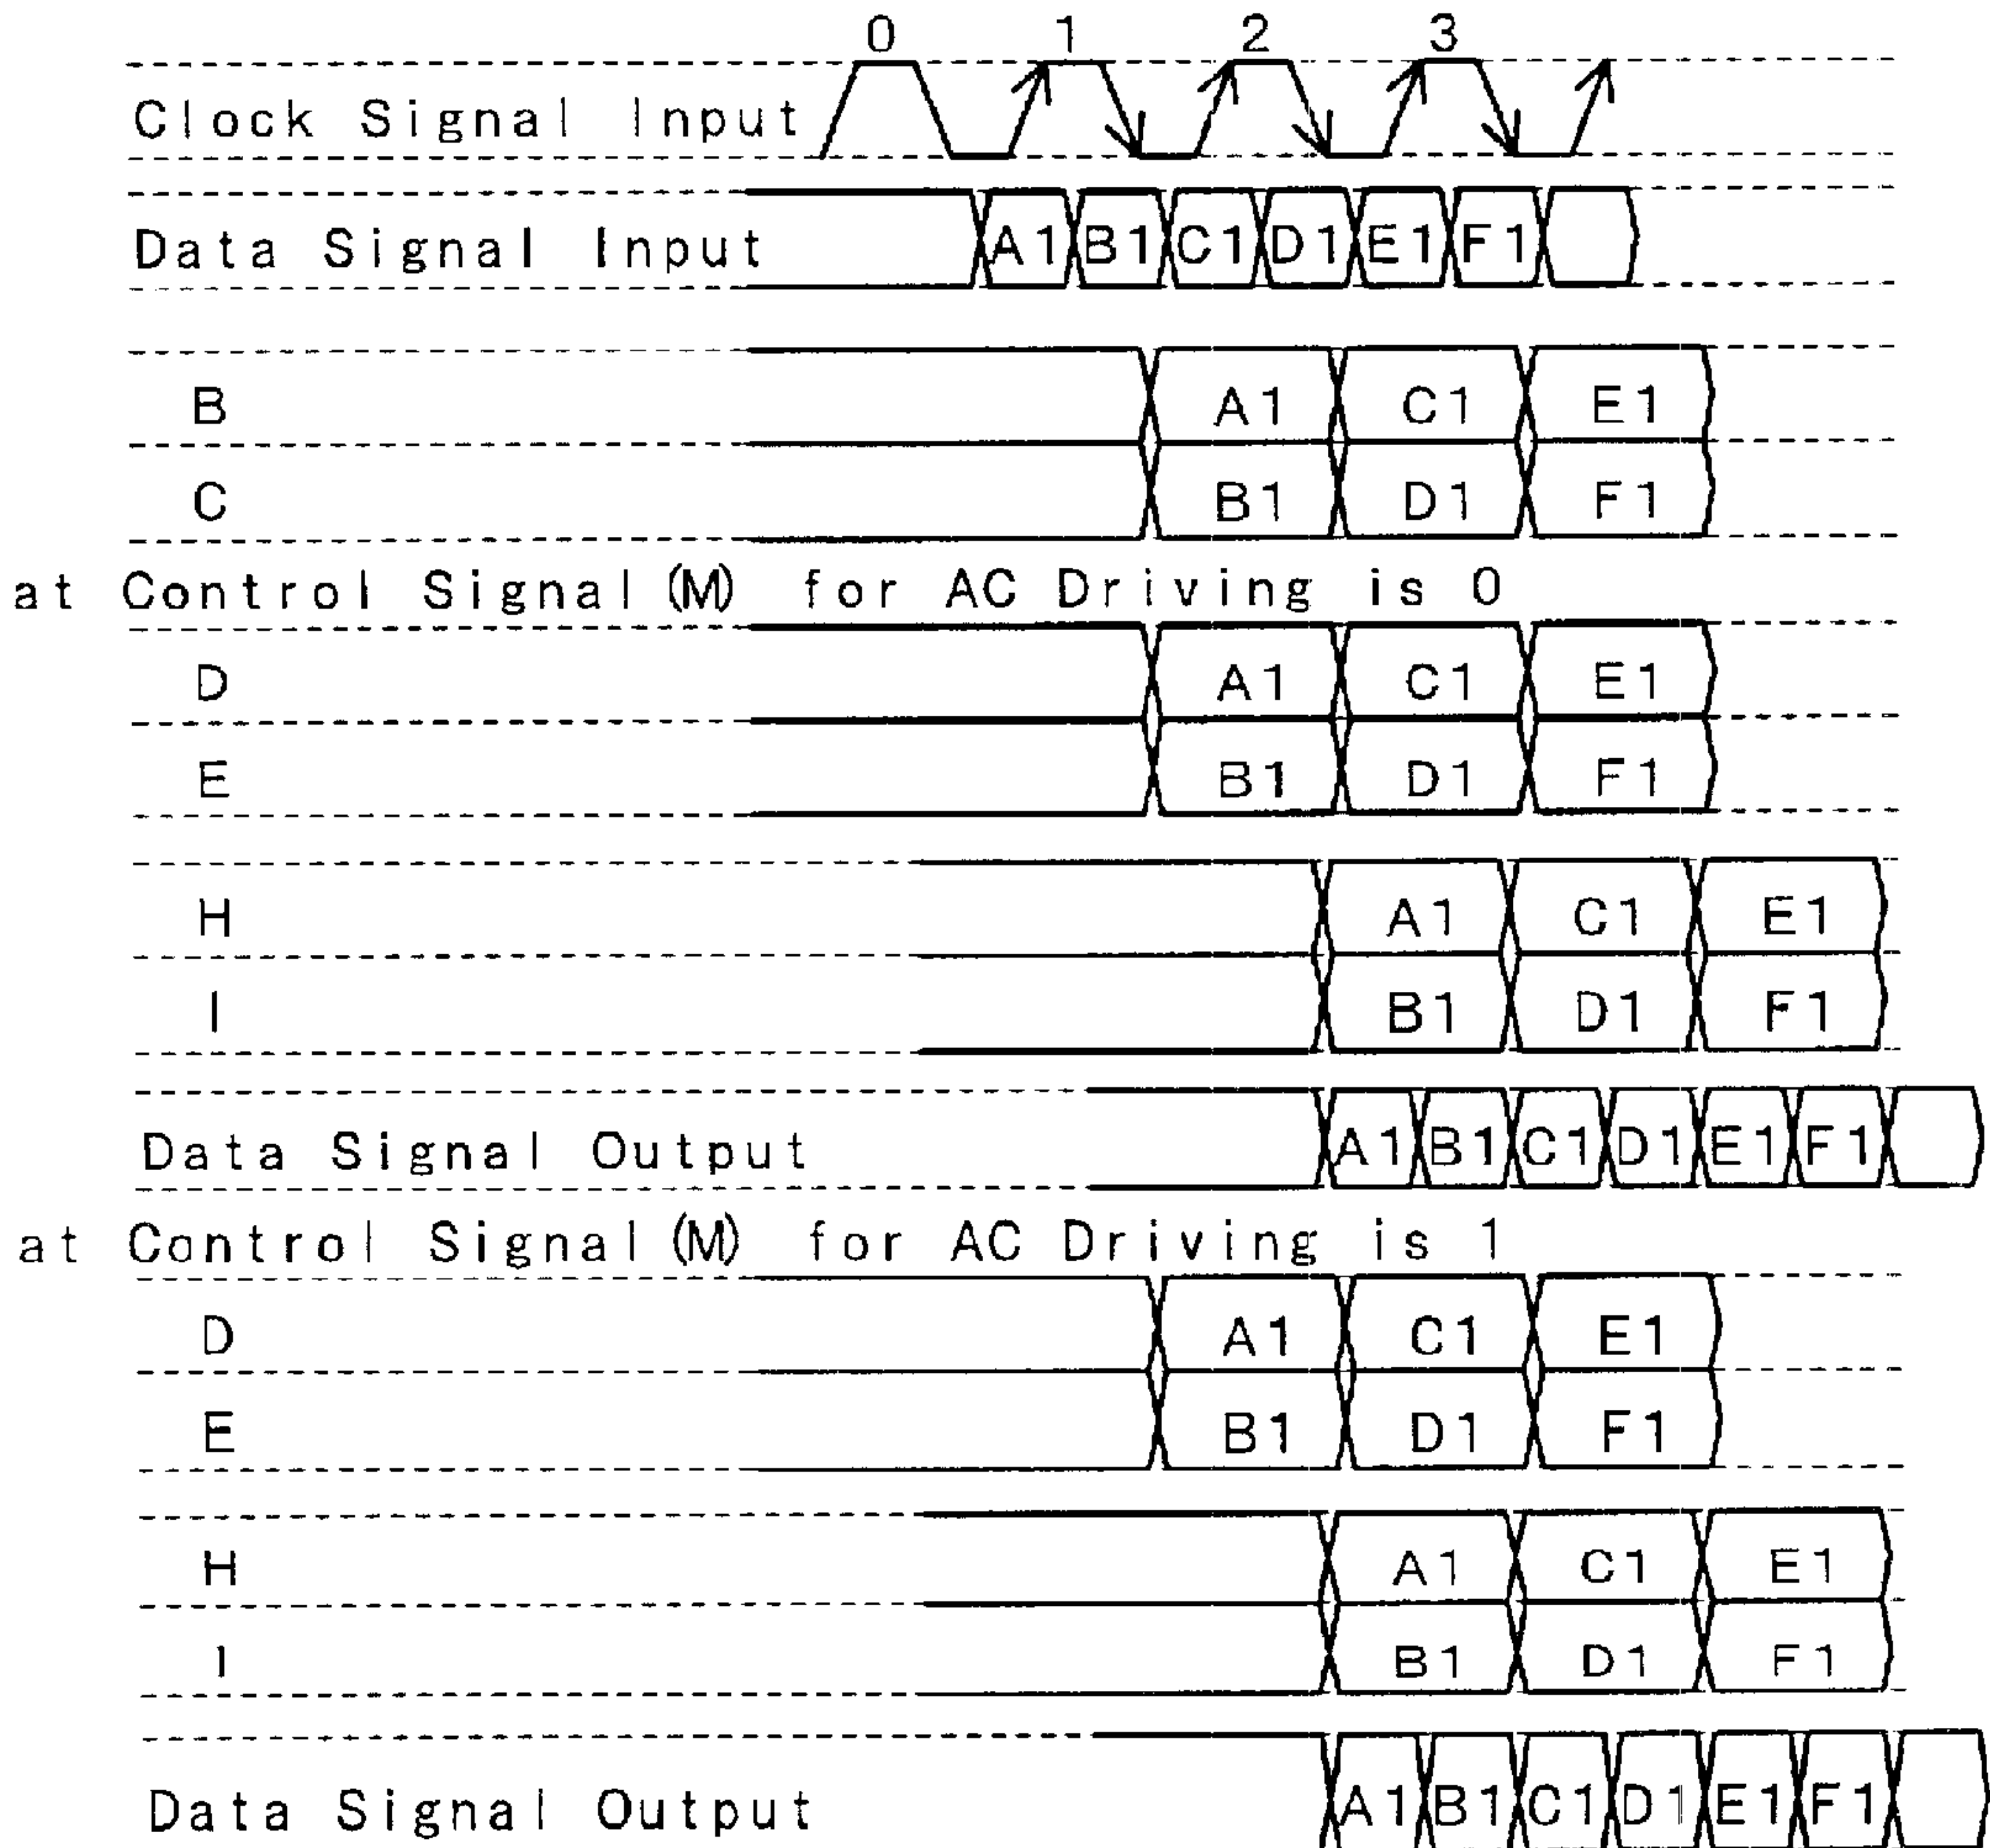 0 1 2 3
Clock Signal Input
Data Signal Input A1 B1 C1 D1 E1 F1
B A1 C1 E1
C B1 D1 F1
at Control Signal(M) for AC Driving is 0
D A1 C1 E1
E B1 D1 F1
H A1 C1 E1
I B1 D1 F1
Data Signal Output A1 B1 C1 D1 E1 F1
at Control Signal(M) for AC Driving is 1
D A1 C1 E1
E B1 D1 F1
H A1 C1 E1
I B1 D1 F1
Data Signal Output A1 B1 C1 D1 E1 F1